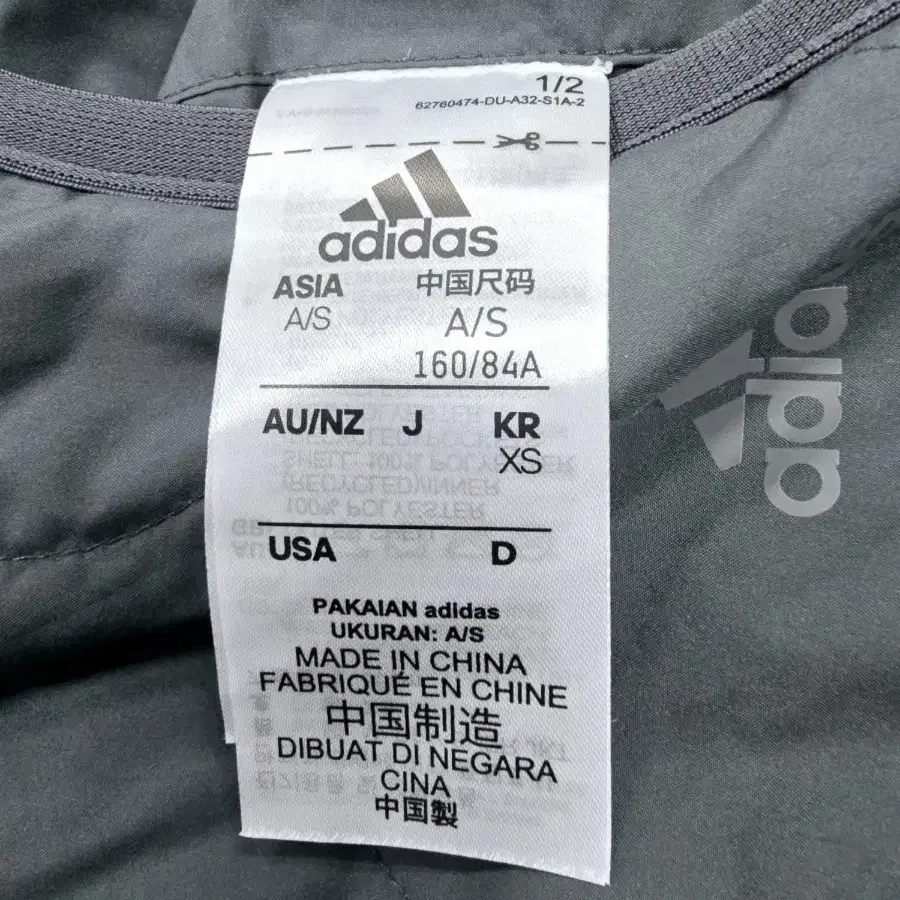 1/2
62760474-DU-A32-S1A-2
adidas
ASIA 中国尺码
A/S A/S
160/84A
AU/NZ J KR
XS
USA D
PAKAIAN adidas
UKURAN: A/S
MADE IN CHINA
FABRIQUÉ EN CHINE
中国制造
DIBUAT DI NEGARA
CINA
中国製
adidas